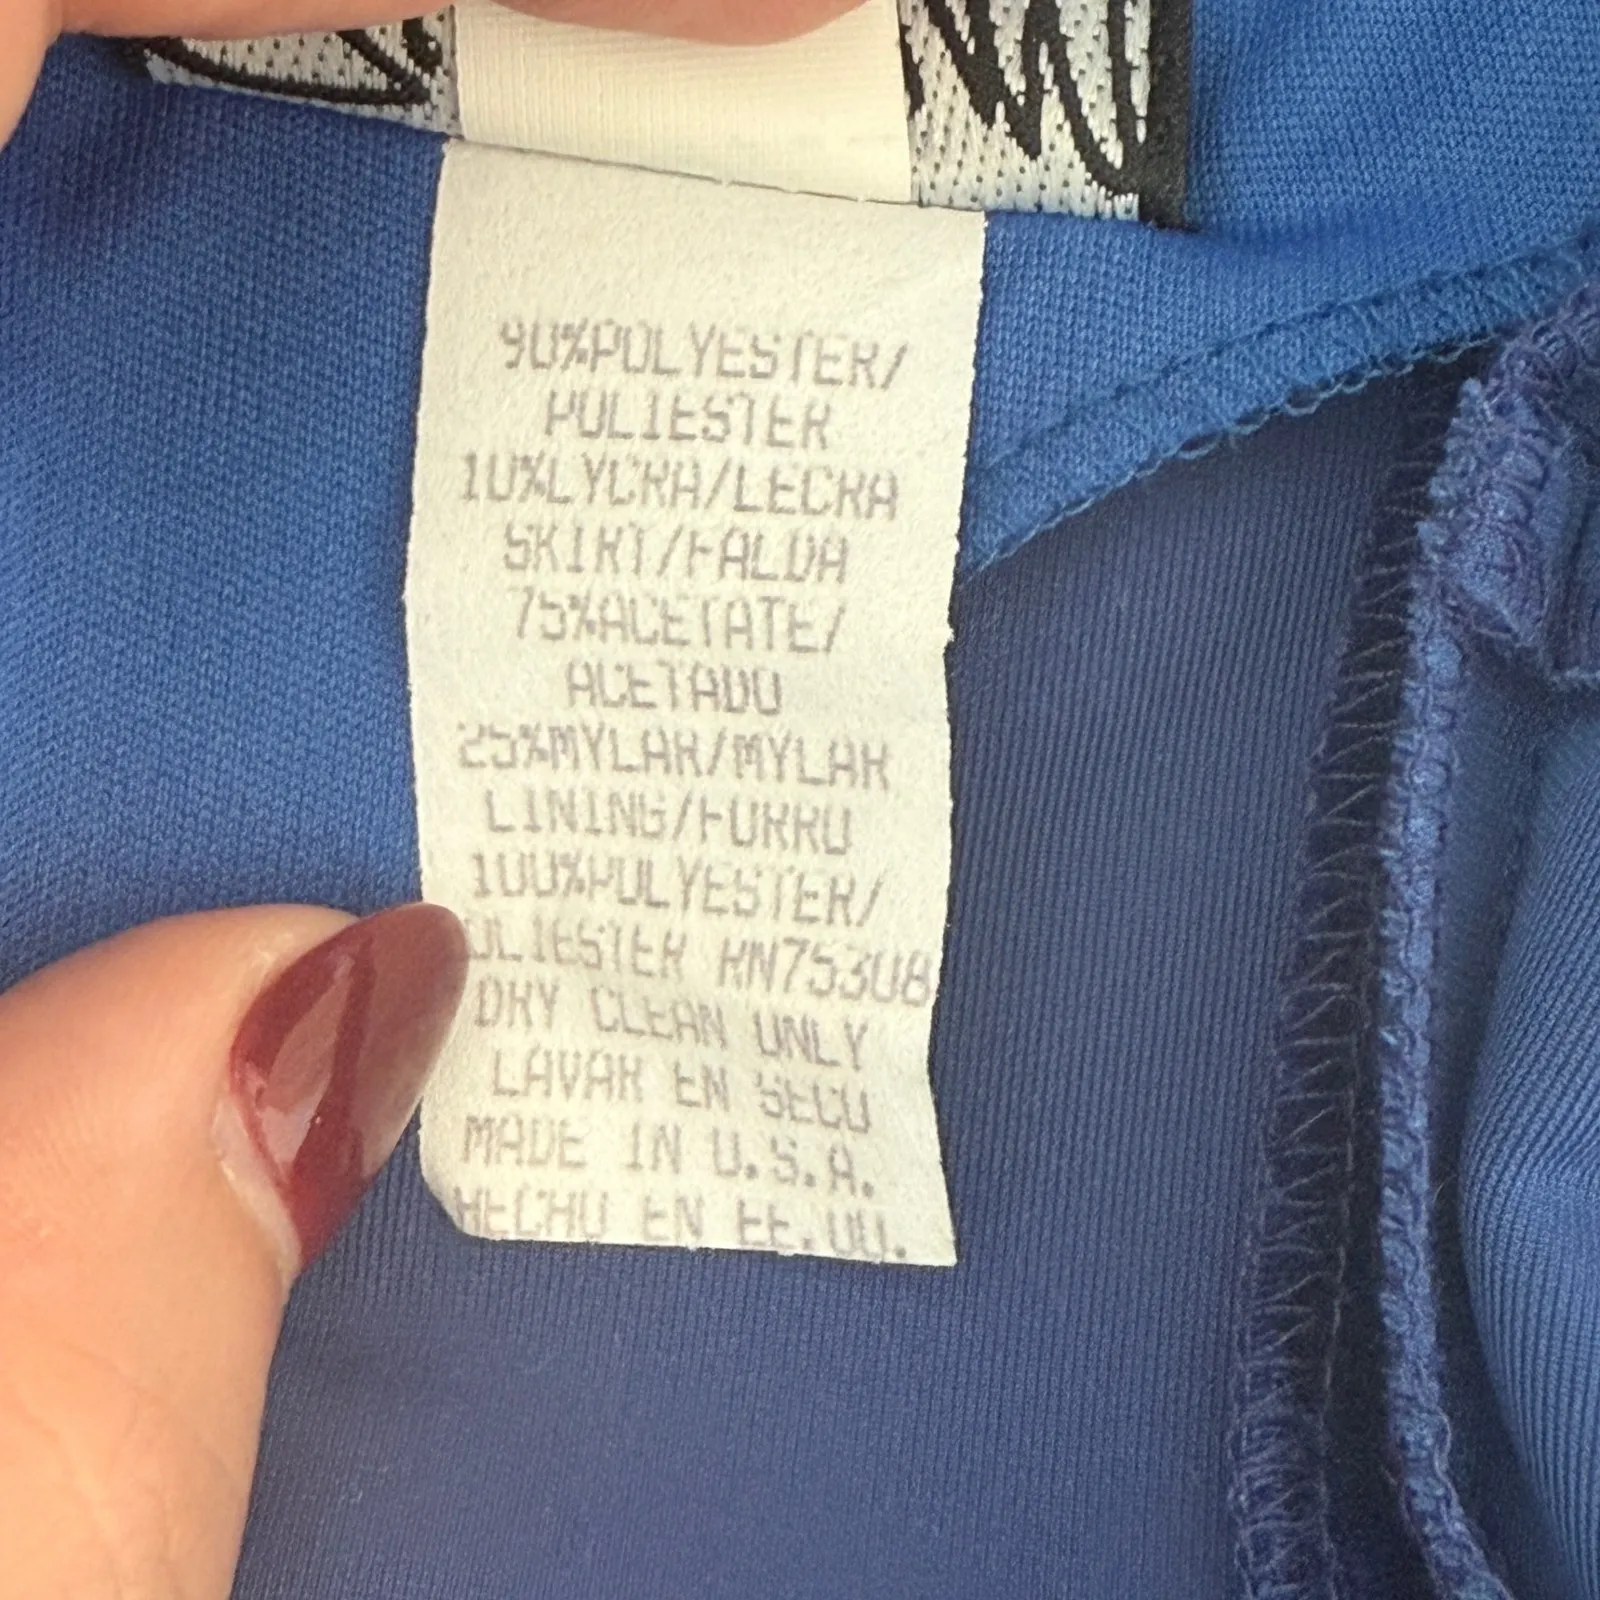 90%POLYESTER/
POLIESTER
10%LYCRA/LECRA
SKIRT/FALDA
75%ACETATE/
ACETADO
25%MYLAR/MYLAR
LINING/FORRO
100%POLYESTER/
OLIESTER RN75308
DRY CLEAN ONLY
LAVAR EN SECO
MADE IN U.S.A.
HECHO EN EE.UU.